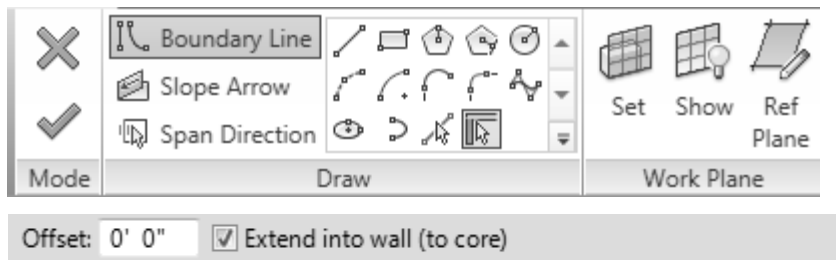 Boundary Line
Slope Arrow
Span Direction
Set Show Ref Plane
Mode Draw Work Plane
Offset: 0' 0" Extend into wall (to core)